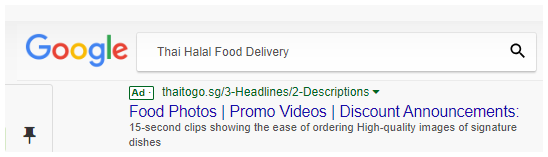 Google
Thai Halal Food Delivery
Ad · thaitogo.sg/3-Headlines/2-Descriptions
Food Photos | Promo Videos | Discount Announcements:
15-second clips showing the ease of ordering High-quality images of signature
dishes